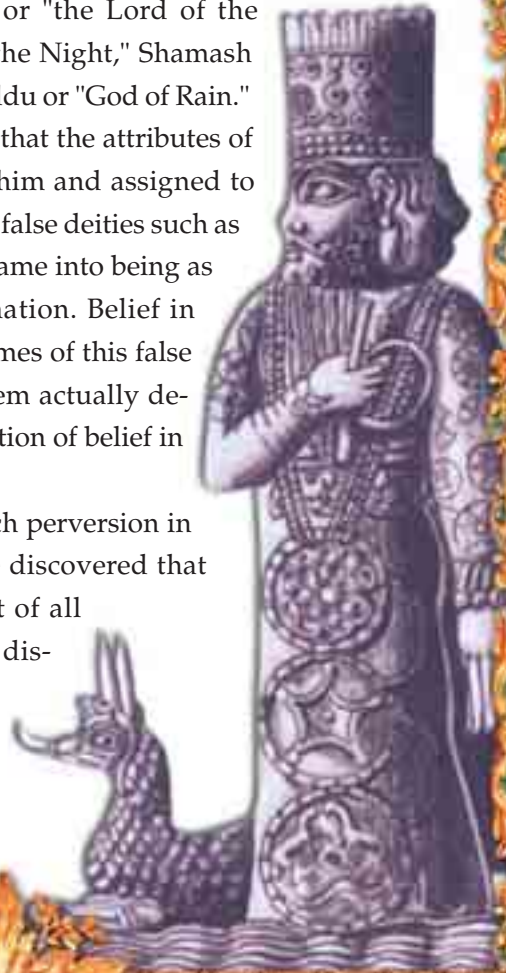 or "the Lord of the
he Night," Shamash
ldu or "God of Rain."
that the attributes of
him and assigned to
false deities such as
ame into being as
nation. Belief in
mes of this false
em actually de-
tion of belief in
ch perversion in
discovered that
t of all
dis-